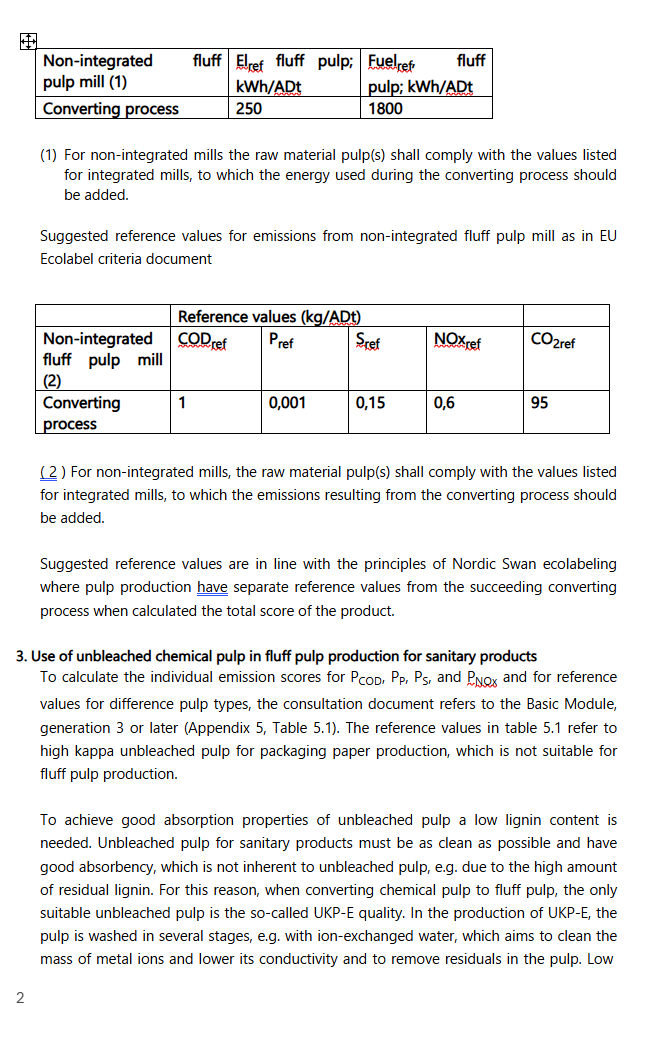 Non-integrated fluff pulp mill (1) | Elref fluff pulp; kWh/ADt | Fuelref, fluff pulp; kWh/ADt
Converting process | 250 | 1800
(1) For non-integrated mills the raw material pulp(s) shall comply with the values listed
for integrated mills, to which the energy used during the converting process should
be added.
Suggested reference values for emissions from non-integrated fluff pulp mill as in EU
Ecolabel criteria document
Reference values (kg/ADt)
Non-integrated fluff pulp mill (2) | CODref | Pref | Sref | NOxref | CO2ref
Converting process | 1 | 0,001 | 0,15 | 0,6 | 95
( 2 ) For non-integrated mills, the raw material pulp(s) shall comply with the values listed
for integrated mills, to which the emissions resulting from the converting process should
be added.
Suggested reference values are in line with the principles of Nordic Swan ecolabeling
where pulp production have separate reference values from the succeeding converting
process when calculated the total score of the product.
3. Use of unbleached chemical pulp in fluff pulp production for sanitary products
To calculate the individual emission scores for PCOD, PP, PS, and PNOx and for reference
values for difference pulp types, the consultation document refers to the Basic Module,
generation 3 or later (Appendix 5, Table 5.1). The reference values in table 5.1 refer to
high kappa unbleached pulp for packaging paper production, which is not suitable for
fluff pulp production.
To achieve good absorption properties of unbleached pulp a low lignin content is
needed. Unbleached pulp for sanitary products must be as clean as possible and have
good absorbency, which is not inherent to unbleached pulp, e.g. due to the high amount
of residual lignin. For this reason, when converting chemical pulp to fluff pulp, the only
suitable unbleached pulp is the so-called UKP-E quality. In the production of UKP-E, the
pulp is washed in several stages, e.g. with ion-exchanged water, which aims to clean the
mass of metal ions and lower its conductivity and to remove residuals in the pulp. Low
2